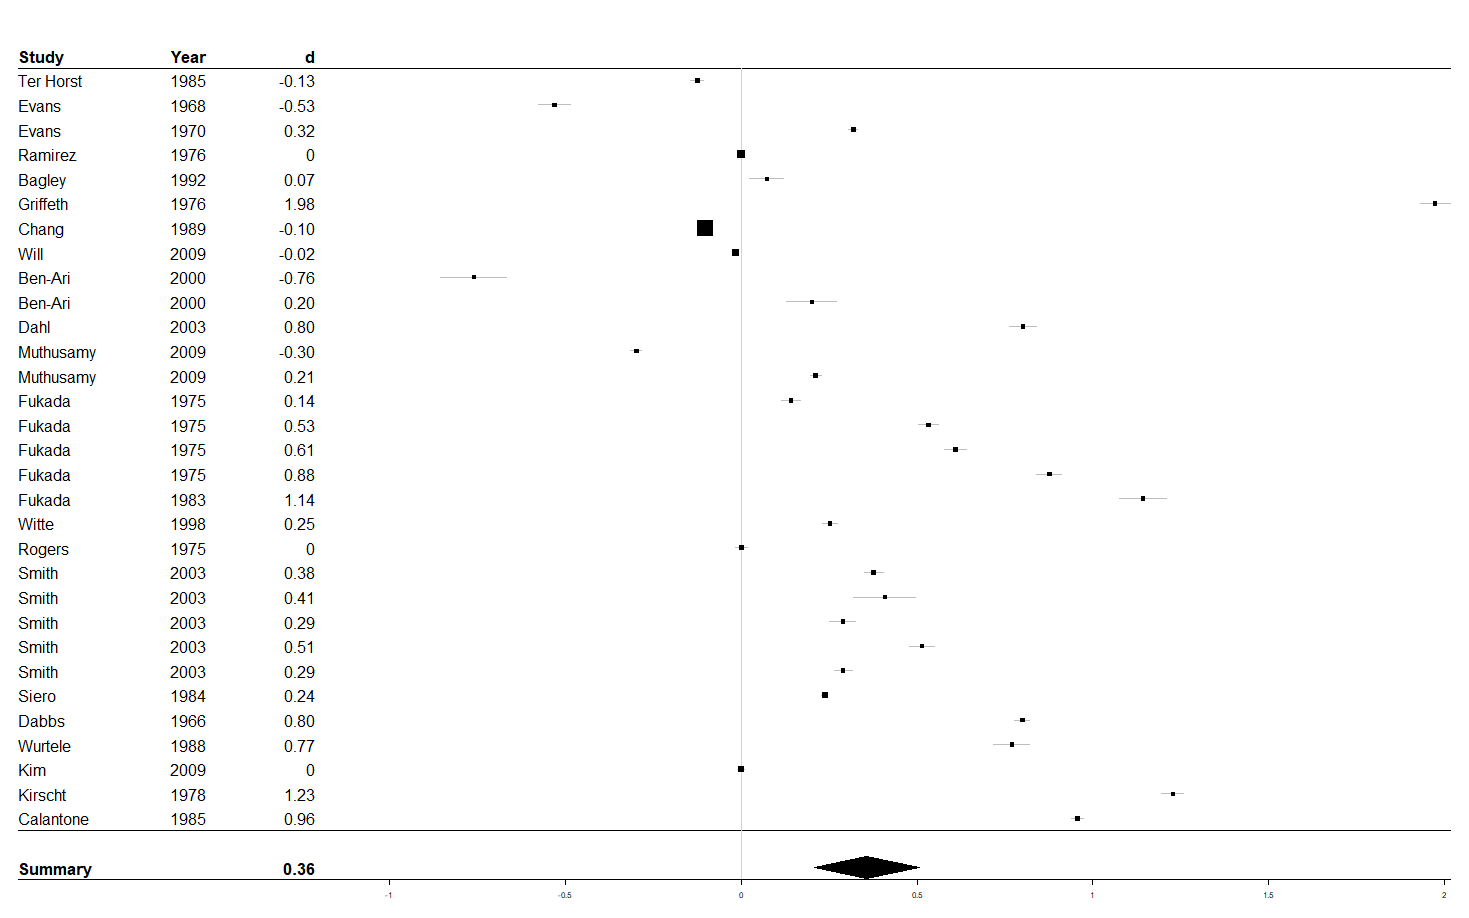 Study Year d
Ter Horst 1985 -0.13
Evans 1968 -0.53
Evans 1970 0.32
Ramirez 1976 0
Bagley 1992 0.07
Griffeth 1976 1.98
Chang 1989 -0.10
Will 2009 -0.02
Ben-Ari 2000 -0.76
Ben-Ari 2000 0.20
Dahl 2003 0.80
Muthusamy 2009 -0.30
Muthusamy 2009 0.21
Fukada 1975 0.14
Fukada 1975 0.53
Fukada 1975 0.61
Fukada 1975 0.88
Fukada 1983 1.14
Witte 1998 0.25
Rogers 1975 0
Smith 2003 0.38
Smith 2003 0.41
Smith 2003 0.29
Smith 2003 0.51
Smith 2003 0.29
Siero 1984 0.24
Dabbs 1966 0.80
Wurtele 1988 0.77
Kim 2009 0
Kirscht 1978 1.23
Calantone 1985 0.96
Summary 0.36
-1 -0.5 0 0.5 1 1.5 2